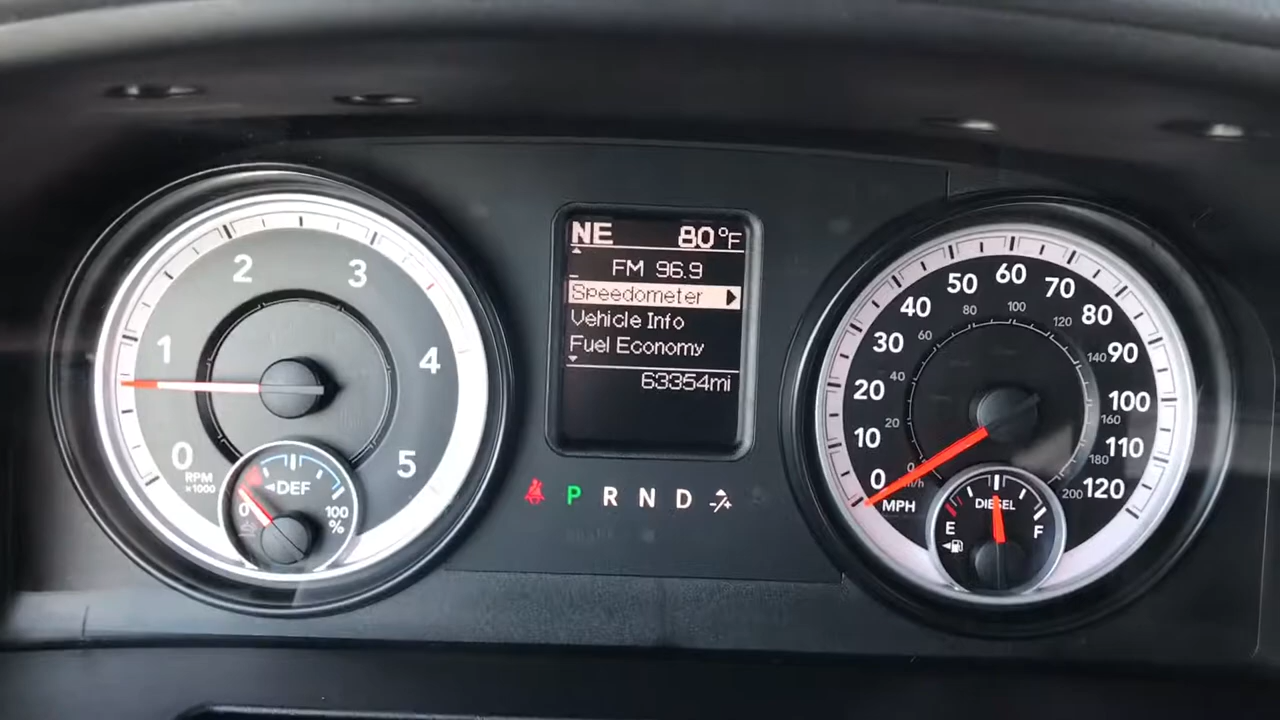 0
1
2
3
4
5
RPM
x1000
DEF
0
100
%
NE 80°F
FM 96.9
Speedometer
Vehicle Info
Fuel Economy
63354mi
P R N D
0
10
20
30
40
50
60
70
80
90
100
110
120
MPH
0
20
40
60
80
100
120
140
160
180
200
km/h
DIESEL
E
F